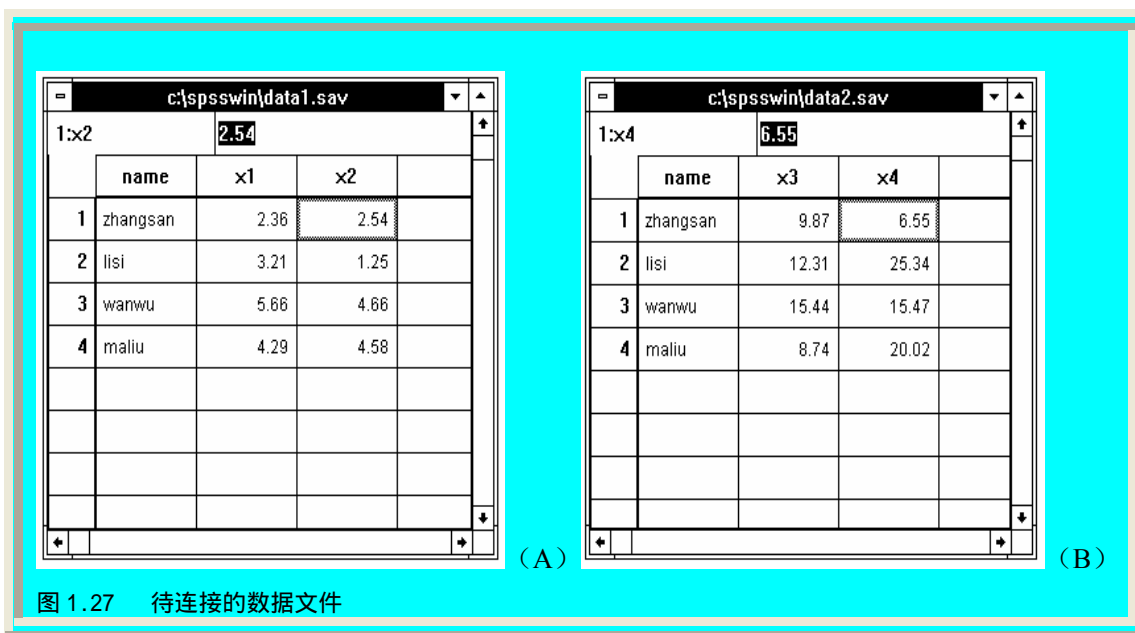 c:\spsswin\data1.sav
1:x2 2.54
name x1 x2
1 zhangsan 2.36 2.54
2 lisi 3.21 1.25
3 wanwu 5.66 4.66
4 maliu 4.29 4.58
(A)
c:\spsswin\data2.sav
1:x4 6.55
name x3 x4
1 zhangsan 9.87 6.55
2 lisi 12.31 25.34
3 wanwu 15.44 15.47
4 maliu 8.74 20.02
(B)
图 1.27 待连接的数据文件